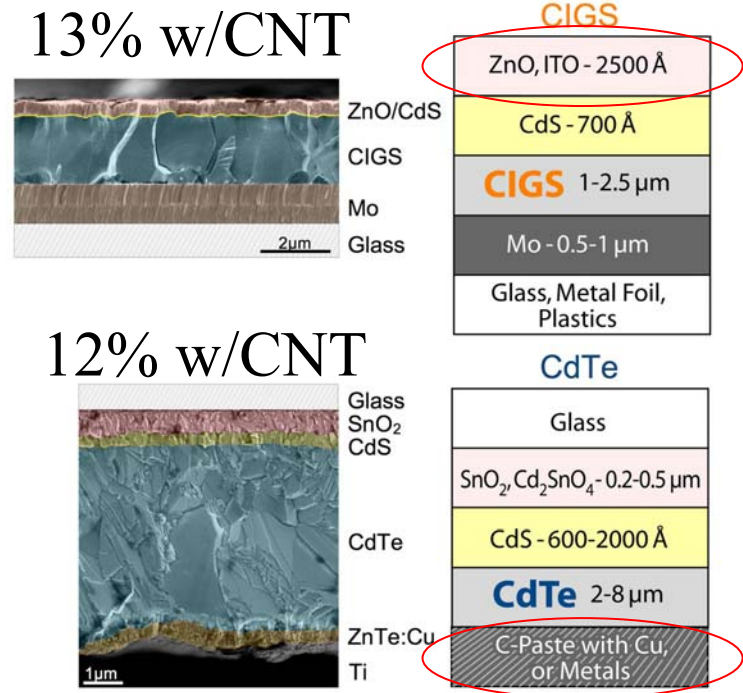 13% w/CNT
ZnO/CdS
CIGS
Mo
Glass
2µm
CIGS
ZnO, ITO - 2500 Å
CdS - 700 Å
CIGS 1-2.5 µm
Mo - 0.5-1 µm
Glass, Metal Foil,
Plastics
12% w/CNT
Glass
SnO₂
CdS
CdTe
ZnTe:Cu
Ti
1µm
CdTe
Glass
SnO₂, Cd₂SnO₄ - 0.2-0.5 µm
CdS - 600-2000 Å
CdTe 2-8 µm
C-Paste with Cu,
or Metals